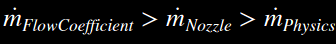 ṁ_FlowCoefficient > ṁ_Nozzle > ṁ_Physics